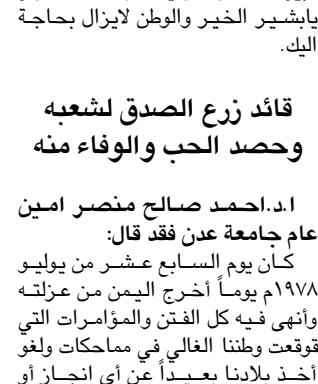 يابشير الخير والوطن لايزال بحاجة
اليك.
قائد زرع الصدق لشعبه
وحصد الحب والوفاء منه
ا.د.احمد صالح منصر امين
عام جامعة عدن فقد قال:
كان يوم السابع عشر من يوليو
١٩٧٨م يوماً أخرج اليمن من عزلته
وأنهى فيه كل الفتن والمؤامرات التي
قوقعت وطننا الغالي في مماحكات ولغو
أخذ بلادنا بعيداً عن أي انجاز أو